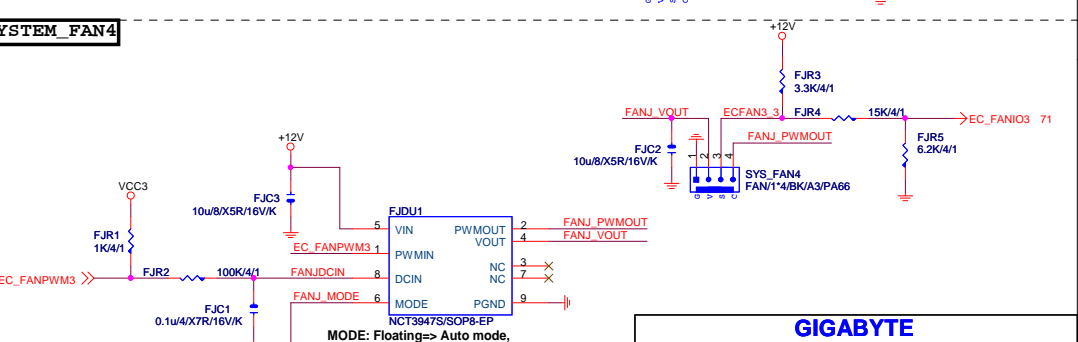 YSTEM_FAN4
+12V
FJR3
3.3K/4/1
FANJ_VOUT
ECFAN3_3
FJR4
15K/4/1
EC_FANIO3 71
FANJ_PWMOUT
FJR5
6.2K/4/1
FJC2
10u/8/X5R/16V/K
1
2
3
4
SYS_FAN4
FAN/1*4/BK/A3/PA66
G
V
S
C
+12V
VCC3
FJC3
10u/8/X5R/16V/K
FJDU1
FJR1
1K/4/1
5 VIN PWMOUT 2 FANJ_PWMOUT
VOUT 4 FANJ_VOUT
EC_FANPWM3 1 PWMIN
NC 3
EC_FANPWM3 FJR2 100K/4/1 FANJDCIN 8 DCIN NC 7
FANJ_MODE 6 MODE PGND 9
FJC1
0.1u/4/X7R/16V/K
NCT3947S/SOP8-EP
MODE: Floating=> Auto mode,
GIGABYTE